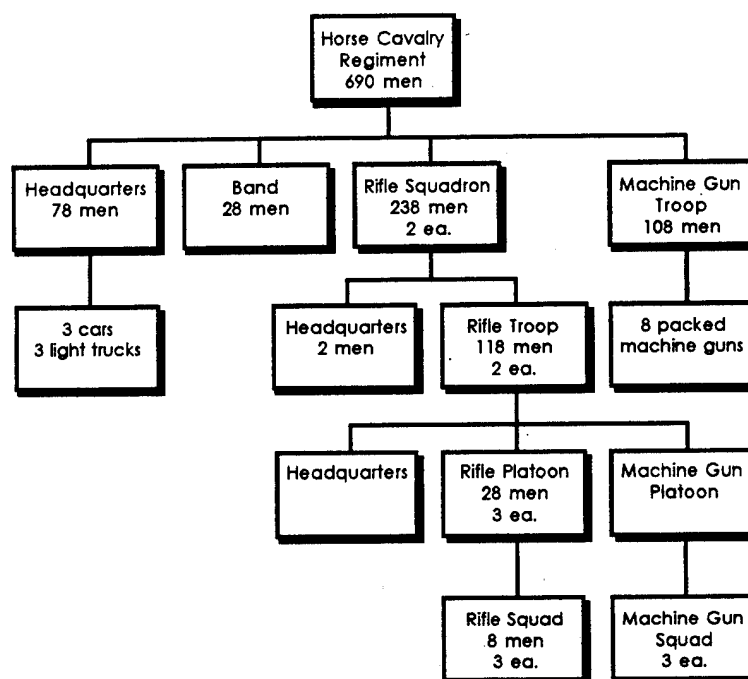 Horse Cavalry
Regiment
690 men
Headquarters
78 men
Band
28 men
Rifle Squadron
238 men
2 ea.
Machine Gun
Troop
108 men
3 cars
3 light trucks
Headquarters
2 men
Rifle Troop
118 men
2 ea.
8 packed
machine guns
Headquarters
Rifle Platoon
28 men
3 ea.
Machine Gun
Platoon
Rifle Squad
8 men
3 ea.
Machine Gun
Squad
3 ea.